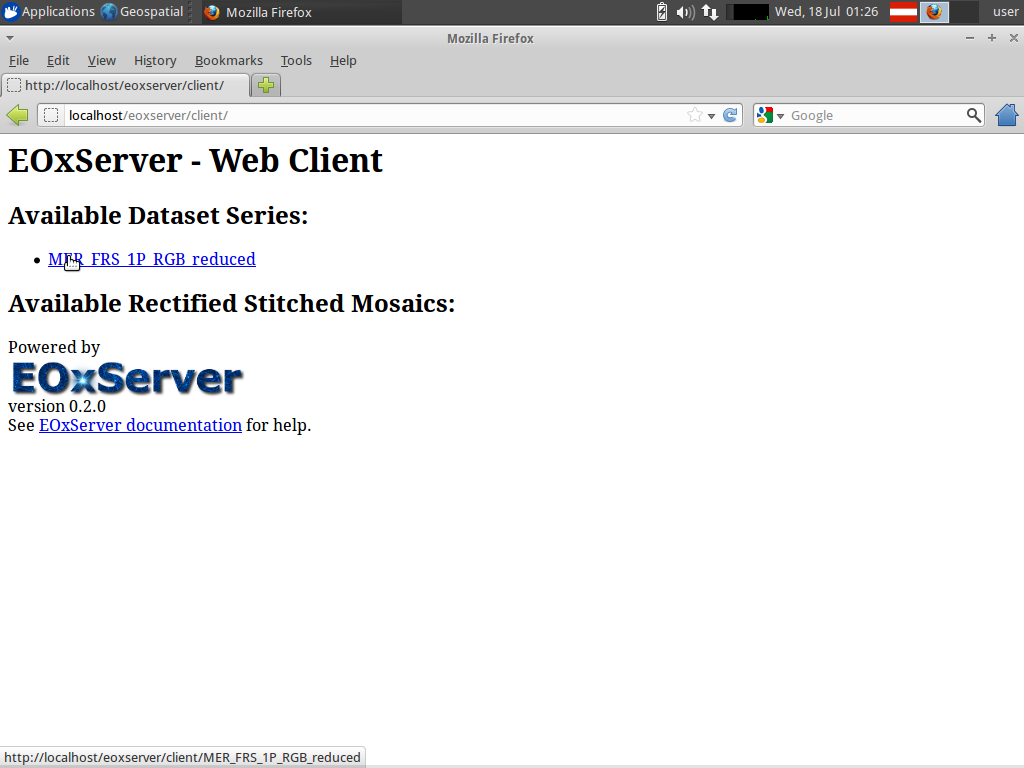 Applications Geospatial Mozilla Firefox Wed, 18 Jul 01:26 user
Mozilla Firefox
File Edit View History Bookmarks Tools Help
http://localhost/eoxserver/client/
localhost/eoxserver/client/ Google
EOxServer - Web Client
Available Dataset Series:
• MER_FRS_1P_RGB_reduced
Available Rectified Stitched Mosaics:
Powered by
EOxServer
version 0.2.0
See EOxServer documentation for help.
http://localhost/eoxserver/client/MER_FRS_1P_RGB_reduced